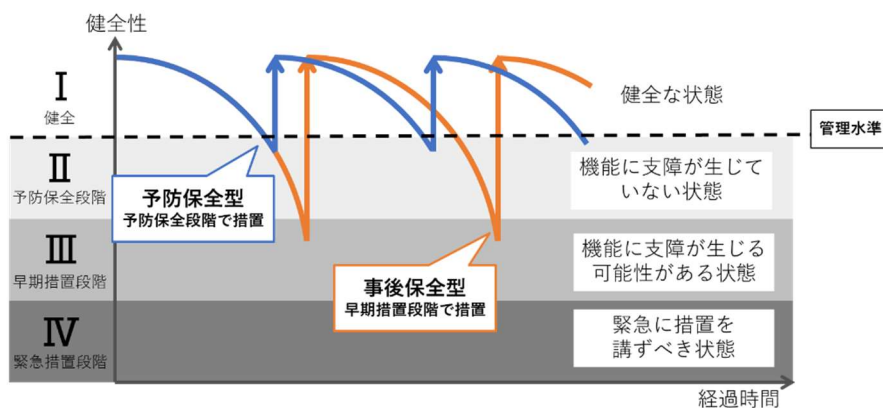 健全性
I
健全
健全な状態
管理水準
II
予防保全段階
予防保全型
予防保全段階で措置
機能に支障が生じて
いない状態
III
早期措置段階
事後保全型
早期措置段階で措置
機能に支障が生じる
可能性がある状態
IV
緊急措置段階
緊急に措置を
講ずべき状態
経過時間